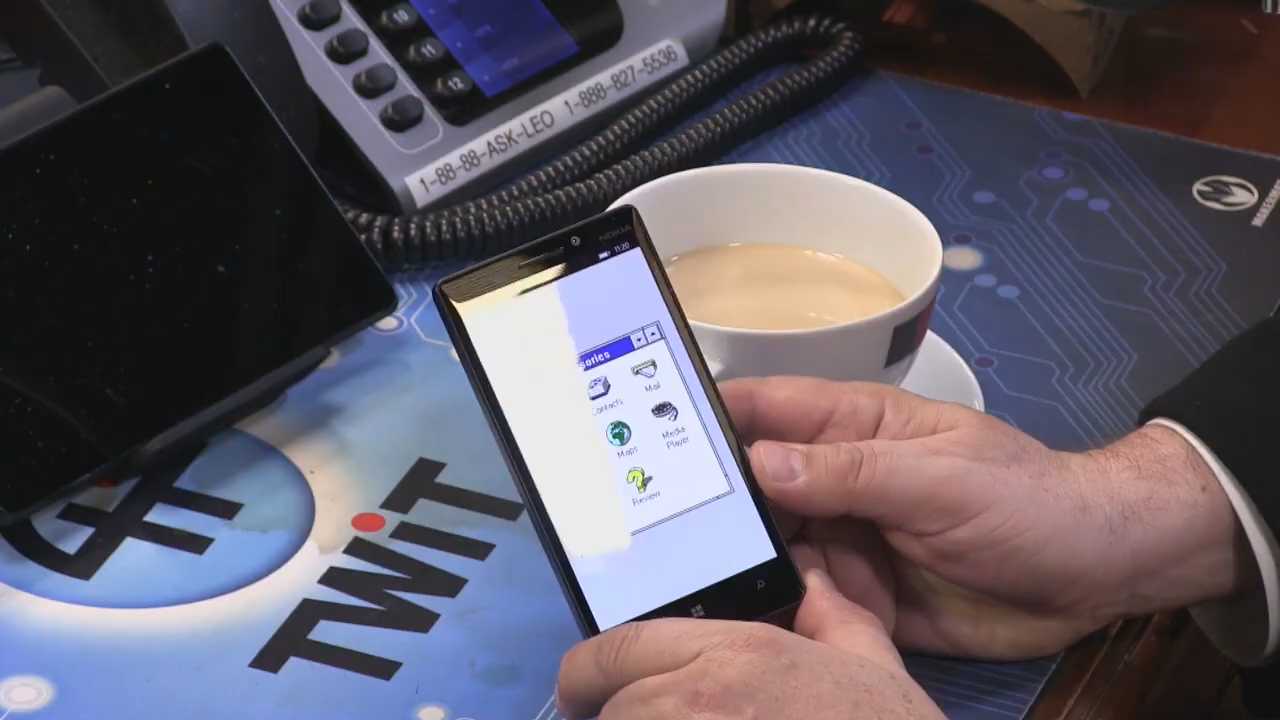 10
11
12
1-88-88-ASK-LEO 1-888-827-5536
NOKIA
11:20
sories
Contacts
Mail
Maps
Media
Player
Review
TWiT